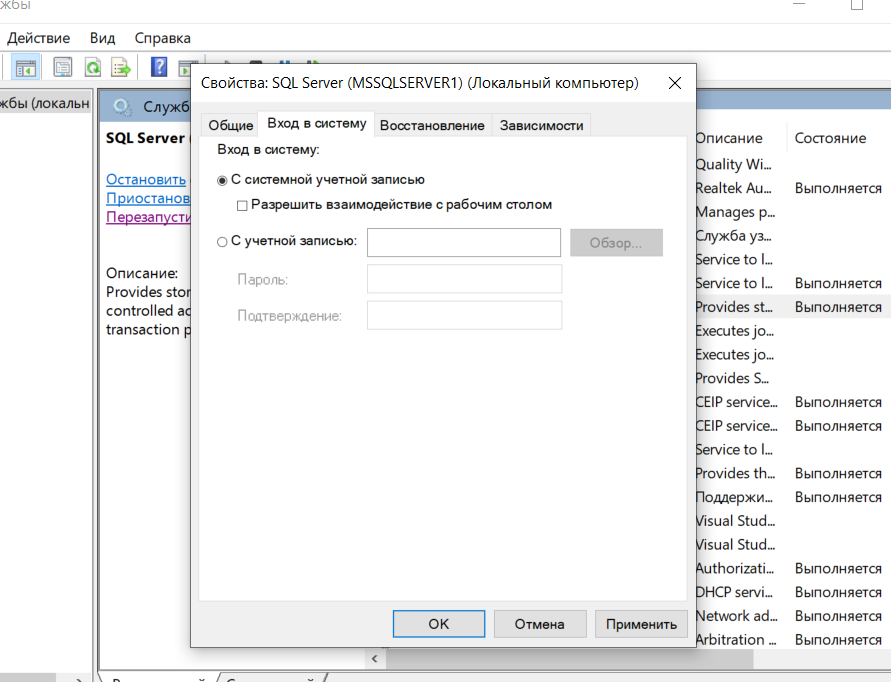 жбы
Действие Вид Справка
жбы (локальн
Служб
SQL Server (
Остановить
Приостанов
Перезапусти
Описание:
Provides stor
controlled ac
transaction p
Свойства: SQL Server (MSSQLSERVER1) (Локальный компьютер)
Общие Вход в систему Восстановление Зависимости
Вход в систему:
С системной учетной записью
Разрешить взаимодействие с рабочим столом
С учетной записью: Обзор...
Пароль:
Подтверждение:
OK Отмена Применить
Описание Состояние
Quality Wi...
Realtek Au... Выполняется
Manages p...
Служба уз...
Service to l...
Service to l... Выполняется
Provides st... Выполняется
Executes jo...
Executes jo...
Provides S...
CEIP service... Выполняется
CEIP service... Выполняется
Service to l...
Provides th... Выполняется
Поддержи... Выполняется
Visual Stud...
Visual Stud...
Authorizati... Выполняется
DHCP servi... Выполняется
Network ad... Выполняется
Arbitration ... Выполняется